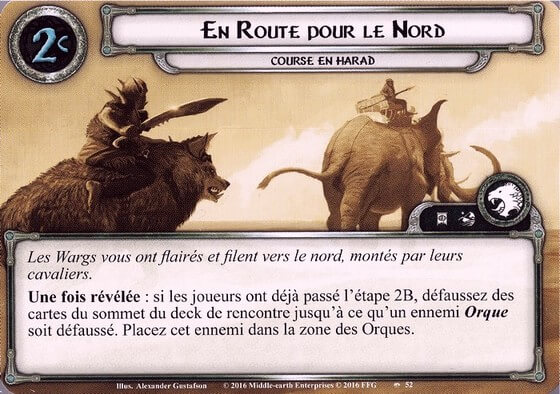 2C
En Route pour le Nord
Course en Harad
Les Wargs vous ont flairés et filent vers le nord, montés par leurs
cavaliers.
Une fois révélée : si les joueurs ont déjà passé l'étape 2B, défaussez des
cartes du sommet du deck de rencontre jusqu'à ce qu'un ennemi Orque
soit défaussé. Placez cet ennemi dans la zone des Orques.
Illus. Alexander Gustafson © 2016 Middle-earth Enterprises © 2016 FFG 52